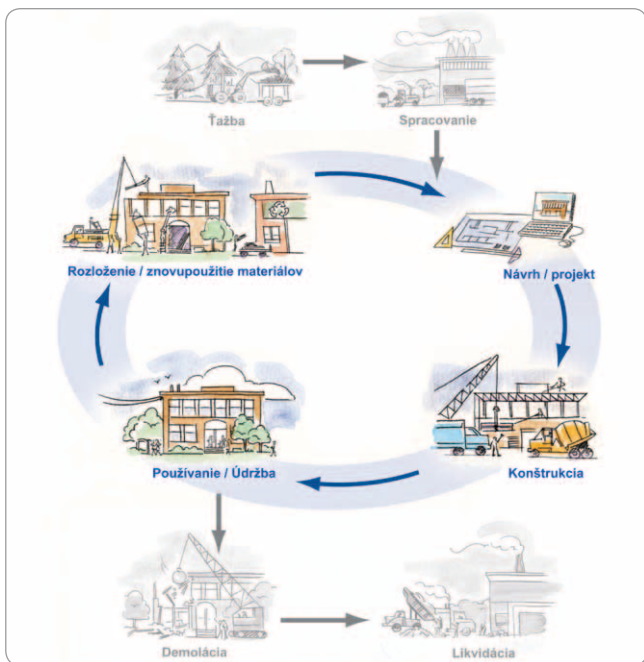 Ťažba
Spracovanie
Rozloženie / znovupoužitie materiálov
Návrh / projekt
Používanie / Údržba
Konštrukcia
Demolácia
Likvidácia